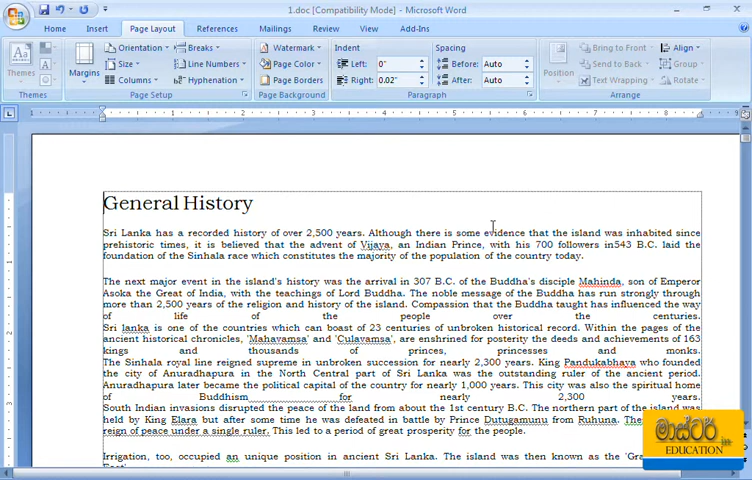 1.doc [Compatibility Mode] - Microsoft Word
Home Insert Page Layout References Mailings Review View Add-Ins
Orientation Breaks Watermark Indent Spacing Bring to Front Align
Themes Margins Size Line Numbers Page Color Left: 0" Before: Auto Position Send to Back Group
Columns Hyphenation Page Borders Right: 0.02" After: Auto Text Wrapping Rotate
Themes Page Setup Page Background Paragraph Arrange
1 1 2 3 4 5 6 7 8 9
General History
Sri Lanka has a recorded history of over 2,500 years. Although there is some evidence that the island was inhabited since
prehistoric times, it is believed that the advent of Vijaya, an Indian Prince, with his 700 followers in543 B.C. laid the
foundation of the Sinhala race which constitutes the majority of the population of the country today.
The next major event in the island's history was the arrival in 307 B.C. of the Buddha's disciple Mahinda, son of Emperor
Asoka the Great of India, with the teachings of Lord Buddha. The noble message of the Buddha has run strongly through
more than 2,500 years of the religion and history of the island. Compassion that the Buddha taught has influenced the way
of life of the people over the centuries.
Sri lanka is one of the countries which can boast of 23 centuries of unbroken historical record. Within the pages of the
ancient historical chronicles, 'Mahavamsa' and 'Culavamsa', are enshrined for posterity the deeds and achievements of 163
kings and thousands of princes, princesses and monks.
The Sinhala royal line reigned supreme in unbroken succession for nearly 2,300 years. King Pandukabhaya who founded
the city of Anuradhapura in the North Central part of Sri Lanka was the outstanding ruler of the ancient period.
Anuradhapura later became the political capital of the country for nearly 1,000 years. This city was also the spiritual home
of Buddhism for nearly 2,300 years.
South Indian invasions disrupted the peace of the land from about the 1st century B.C. The northern part of the island was
held by King Elara but after some time he was defeated in battle by Prince Dutugamunu from Ruhuna. The
reign of peace under a single ruler. This led to a period of great prosperity for the people.
Irrigation, too, occupied an unique position in ancient Sri Lanka. The island was then known as the
මාස්ටර් in
EDUCATION